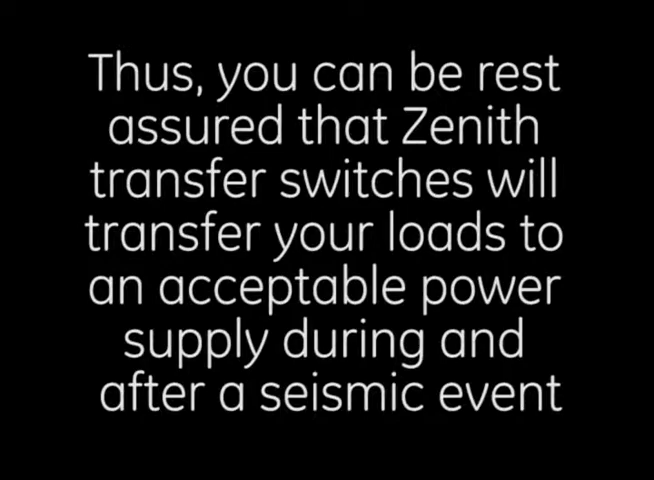 Thus, you can be rest
assured that Zenith
transfer switches will
transfer your loads to
an acceptable power
supply during and
after a seismic event